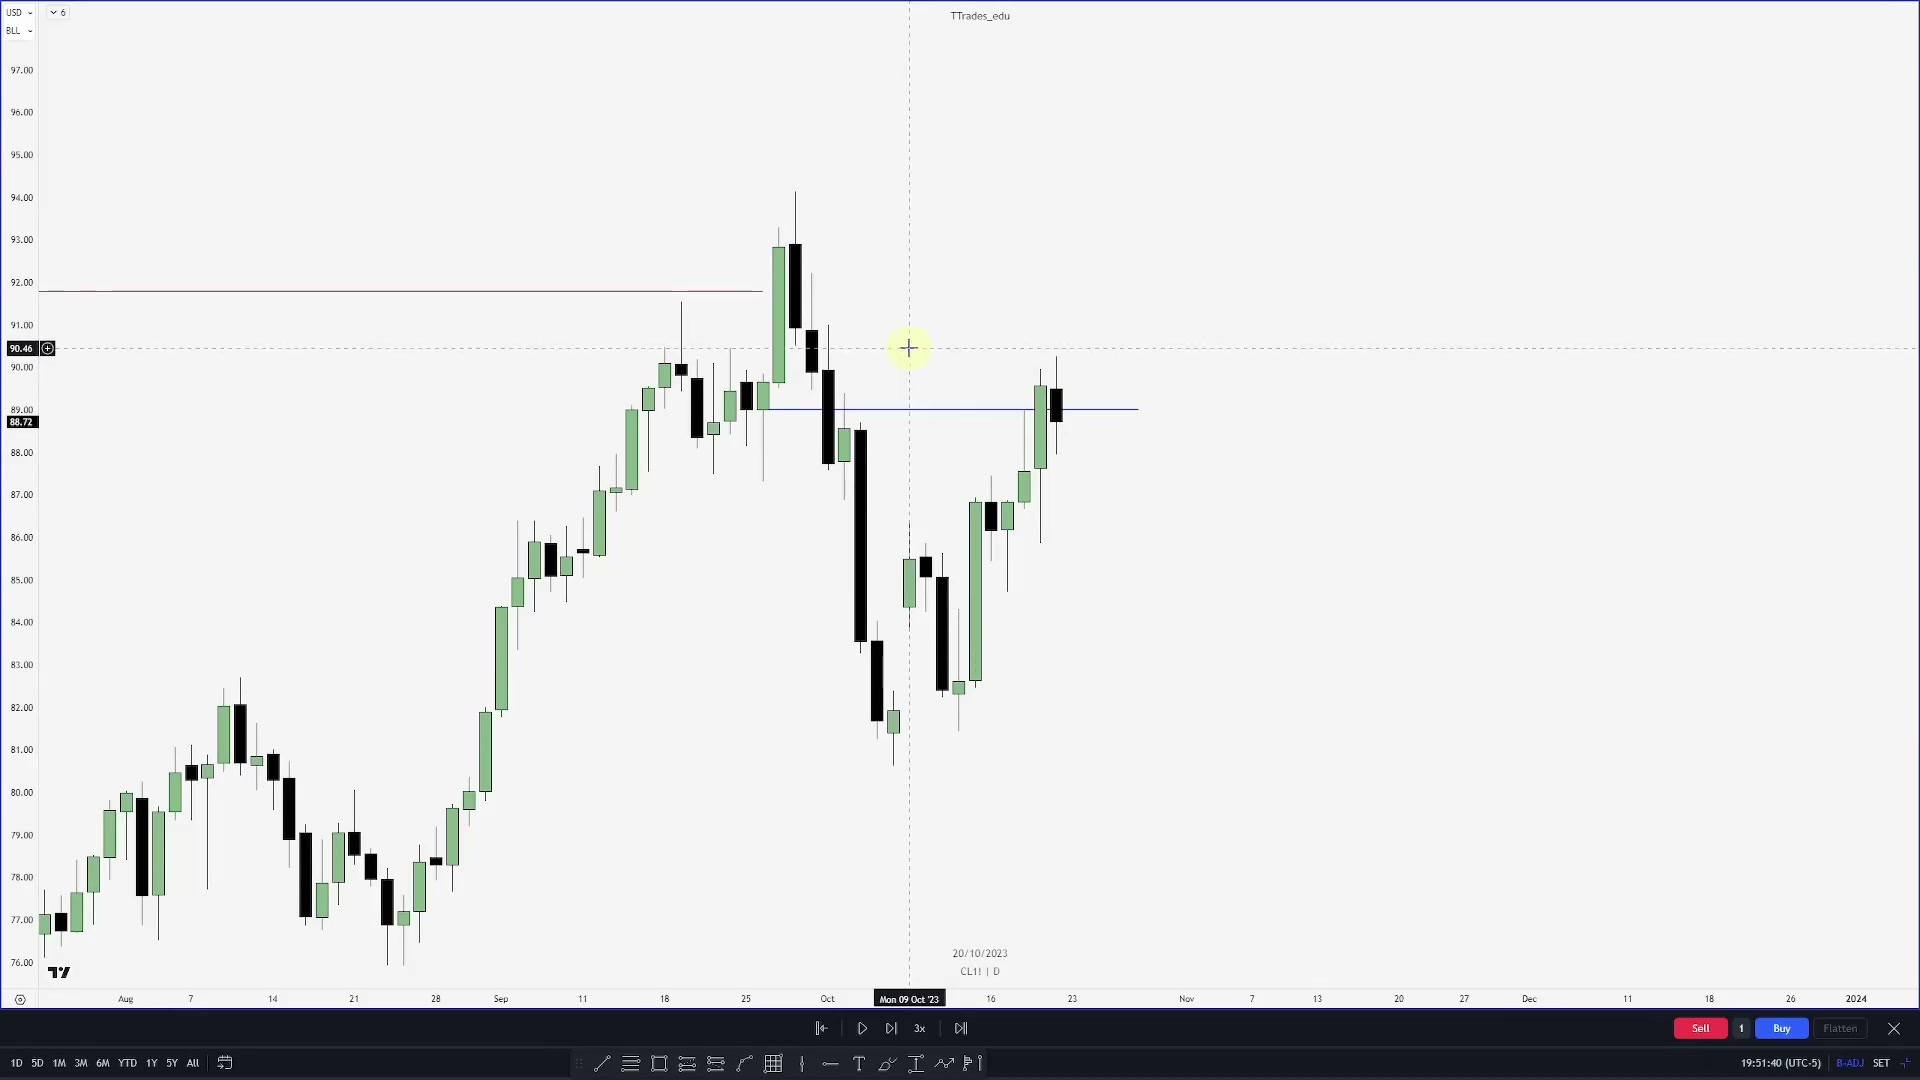 USD
6
BLL
TTrades_edu
97.00
96.00
95.00
94.00
93.00
92.00
91.00
90.46
90.00
89.00
88.72
88.00
87.00
86.00
85.00
84.00
83.00
82.00
81.00
80.00
79.00
78.00
77.00
76.00
20/10/2023
CL1! | D
Aug 7 14 21 28 Sep 11 18 25 Oct Mon 09 Oct '23 16 23 Nov 7 13 20 27 Dec 11 18 26 2024
3x
Sell 1 Buy Flatten
1D 5D 1M 3M 6M YTD 1Y 5Y All
19:51:40 (UTC-5) B-ADJ SET